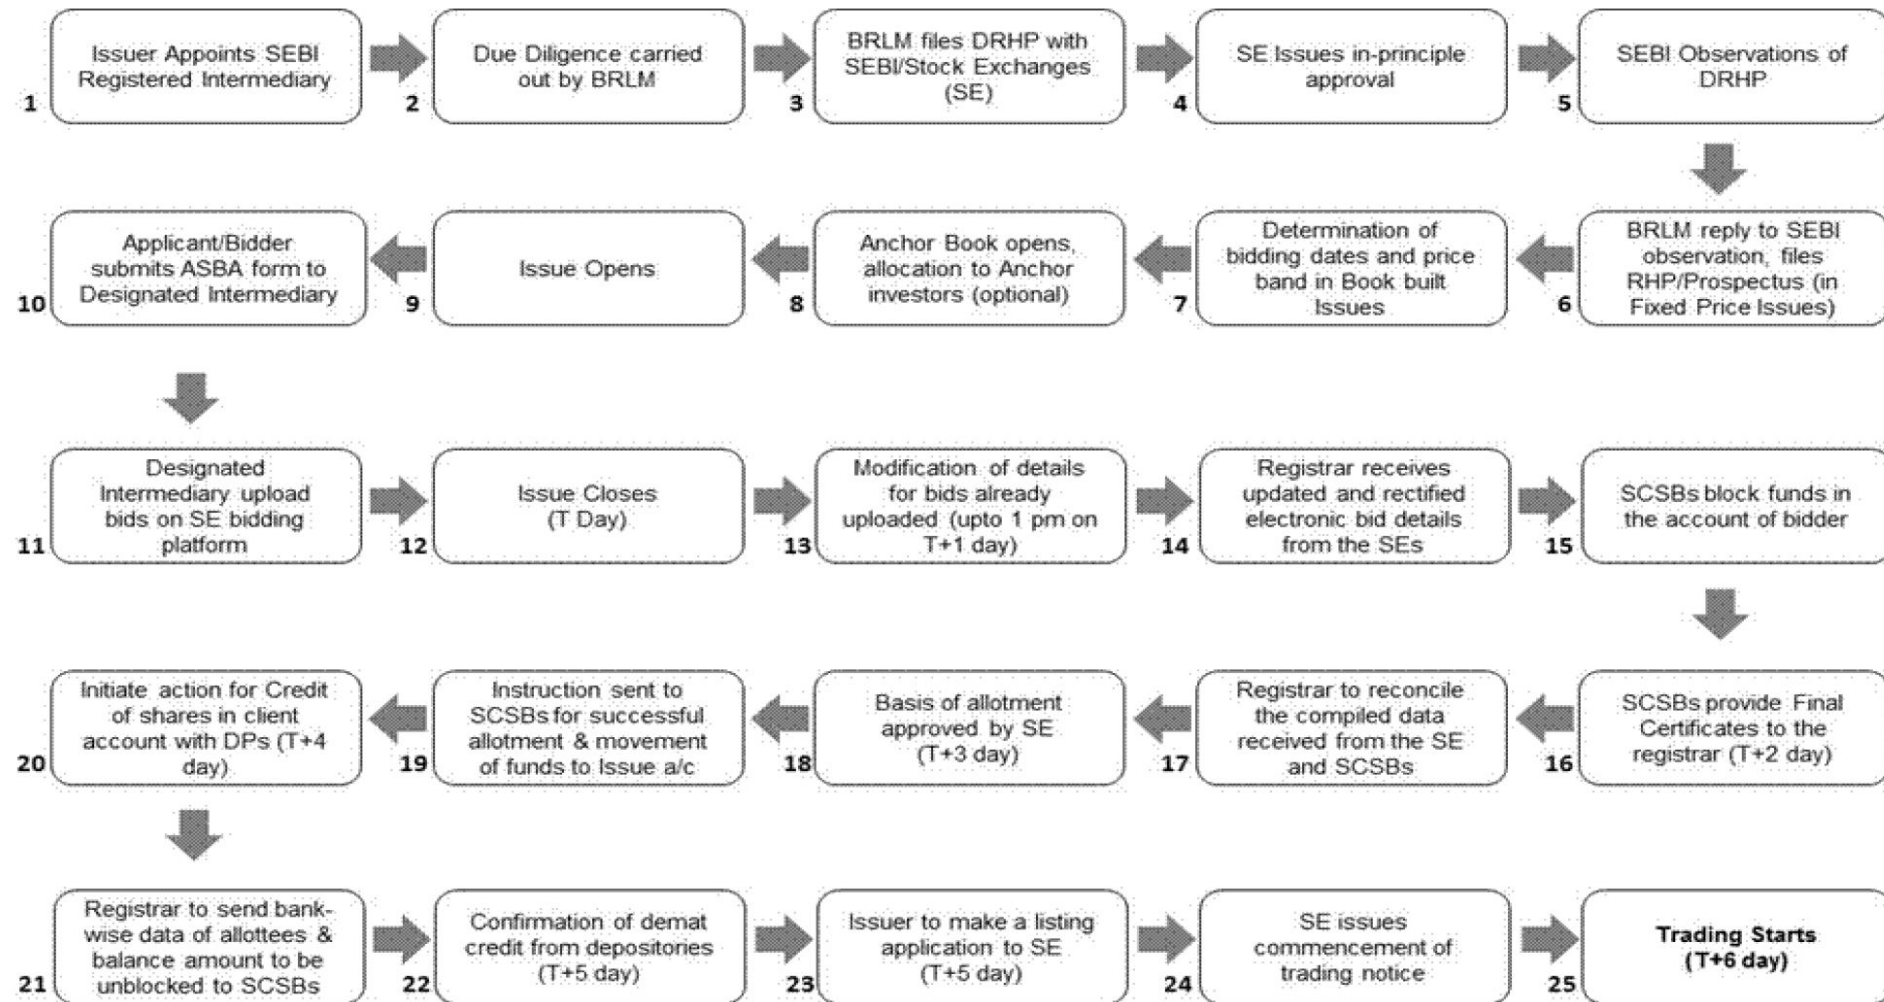 Issuer Appoints SEBI
Registered Intermediary
1
Due Diligence carried
out by BRLM
2
BRLM files DRHP with
SEBI/Stock Exchanges
(SE)
3
SE Issues in-principle
approval
4
SEBI Observations of
DRHP
5
BRLM reply to SEBI
observation, files
RHP/Prospectus (in
Fixed Price Issues)
6
Determination of
bidding dates and price
band in Book built
Issues
7
Anchor Book opens,
allocation to Anchor
investors (optional)
8
Issue Opens
9
Applicant/Bidder
submits ASBA form to
Designated Intermediary
10
Designated
Intermediary upload
bids on SE bidding
platform
11
Issue Closes
(T Day)
12
Modification of details
for bids already
uploaded (upto 1 pm on
T+1 day)
13
Registrar receives
updated and rectified
electronic bid details
from the SEs
14
SCSBs block funds in
the account of bidder
15
SCSBs provide Final
Certificates to the
registrar (T+2 day)
16
Registrar to reconcile
the compiled data
received from the SE
and SCSBs
17
Basis of allotment
approved by SE
(T+3 day)
18
Instruction sent to
SCSBs for successful
allotment & movement
of funds to Issue a/c
19
Initiate action for Credit
of shares in client
account with DPs (T+4
day)
20
Registrar to send bank-
wise data of allottees &
balance amount to be
unblocked to SCSBs
21
Confirmation of demat
credit from depositories
(T+5 day)
22
Issuer to make a listing
application to SE
(T+5 day)
23
SE issues
commencement of
trading notice
24
Trading Starts
(T+6 day)
25